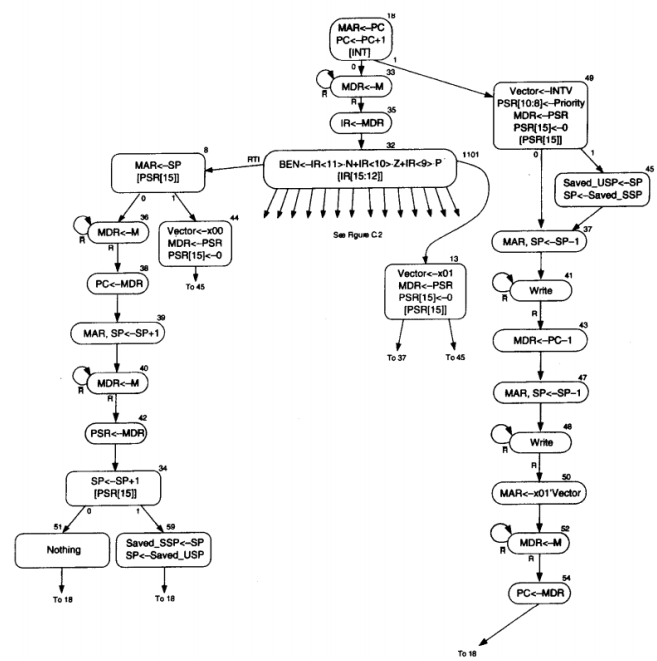 18
MAR<–PC
PC<–PC+1
[INT]
0
1
33
MDR<–M
R̅
R
35
IR<–MDR
32
BEN<–IR<11>·N+IR<10>·Z+IR<9>·P
[IR[15:12]]
RTI
1101
See Figure C.2
8
MAR<–SP
[PSR[15]]
0
1
36
MDR<–M
R̅
R
44
Vector<–x00
MDR<–PSR
PSR[15]<–0
To 45
38
PC<–MDR
39
MAR, SP<–SP+1
40
MDR<–M
R̅
R
42
PSR<–MDR
34
SP<–SP+1
[PSR[15]]
0
1
51
Nothing
To 18
59
Saved_SSP<–SP
SP<–Saved_USP
To 18
13
Vector<–x01
MDR<–PSR
PSR[15]<–0
[PSR[15]]
To 37
To 45
49
Vector<–INTV
PSR[10:8]<–Priority
MDR<–PSR
PSR[15]<–0
[PSR[15]]
0
1
45
Saved_USP<–SP
SP<–Saved_SSP
37
MAR, SP<–SP–1
41
Write
R̅
R
43
MDR<–PC–1
47
MAR, SP<–SP–1
48
Write
R̅
R
50
MAR<–x01'Vector
52
MDR<–M
R̅
R
54
PC<–MDR
To 18